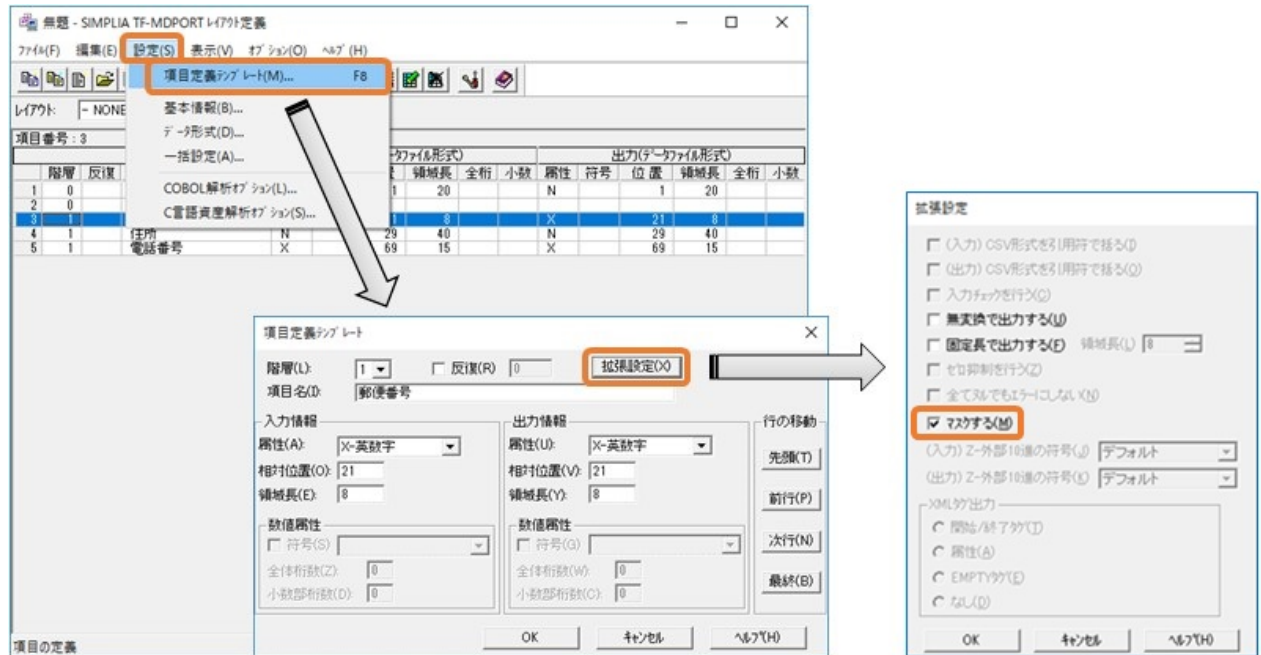 無題 - SIMPLIA TF-MDPORT レイアウト定義
ファイル(F) 編集(E) 設定(S) 表示(V) オプション(O) ヘルプ(H)
項目定義テンプレート(M)... F8
基本情報(B)...
データ形式(D)...
一括設定(A)...
COBOL解析オプション(L)...
C言語資産解析オプション(S)...
レイアウト: - NONE
項目番号 : 3
タファイル形式) 出力(データファイル形式)
階層 反復 領域長 全桁 小数 属性 符号 位置 領域長 全桁 小数
1 0 1 20 N 1 20
2 0
3 1 21 8 X 21 8
4 1 住所 N 29 40 N 29 40
5 1 電話番号 X 69 15 X 69 15
項目の定義
項目定義テンプレート
階層(L): 1 反復(R) 0 拡張設定(X)
項目名(I): 郵便番号
入力情報 出力情報 行の移動
属性(A): X-英数字 属性(U): X-英数字
相対位置(O): 21 相対位置(V): 21 先頭(T)
領域長(E): 8 領域長(Y): 8 前行(P)
数値属性 数値属性
符号(S) 符号(G) 次行(N)
全体桁数(Z): 0 全体桁数(W): 0
小数部桁数(D): 0 小数部桁数(C): 0 最終(B)
OK キャンセル ヘルプ(H)
拡張設定
(入力) CSV形式を引用符で括る(I)
(出力) CSV形式を引用符で括る(Q)
入力チェックを行う(C)
無変換で出力する(U)
固定長で出力する(F) 領域長(L) 8
ゼロ抑制を行う(Z)
全てヌルでもエラーにしない(N)
マスクする(M)
(入力) Z-外部10進の符号(J) デフォルト
(出力) Z-外部10進の符号(K) デフォルト
XMLタグ出力
開始/終了タグ(T)
属性(A)
EMPTYタグ(E)
なし(D)
OK キャンセル ヘルプ(H)